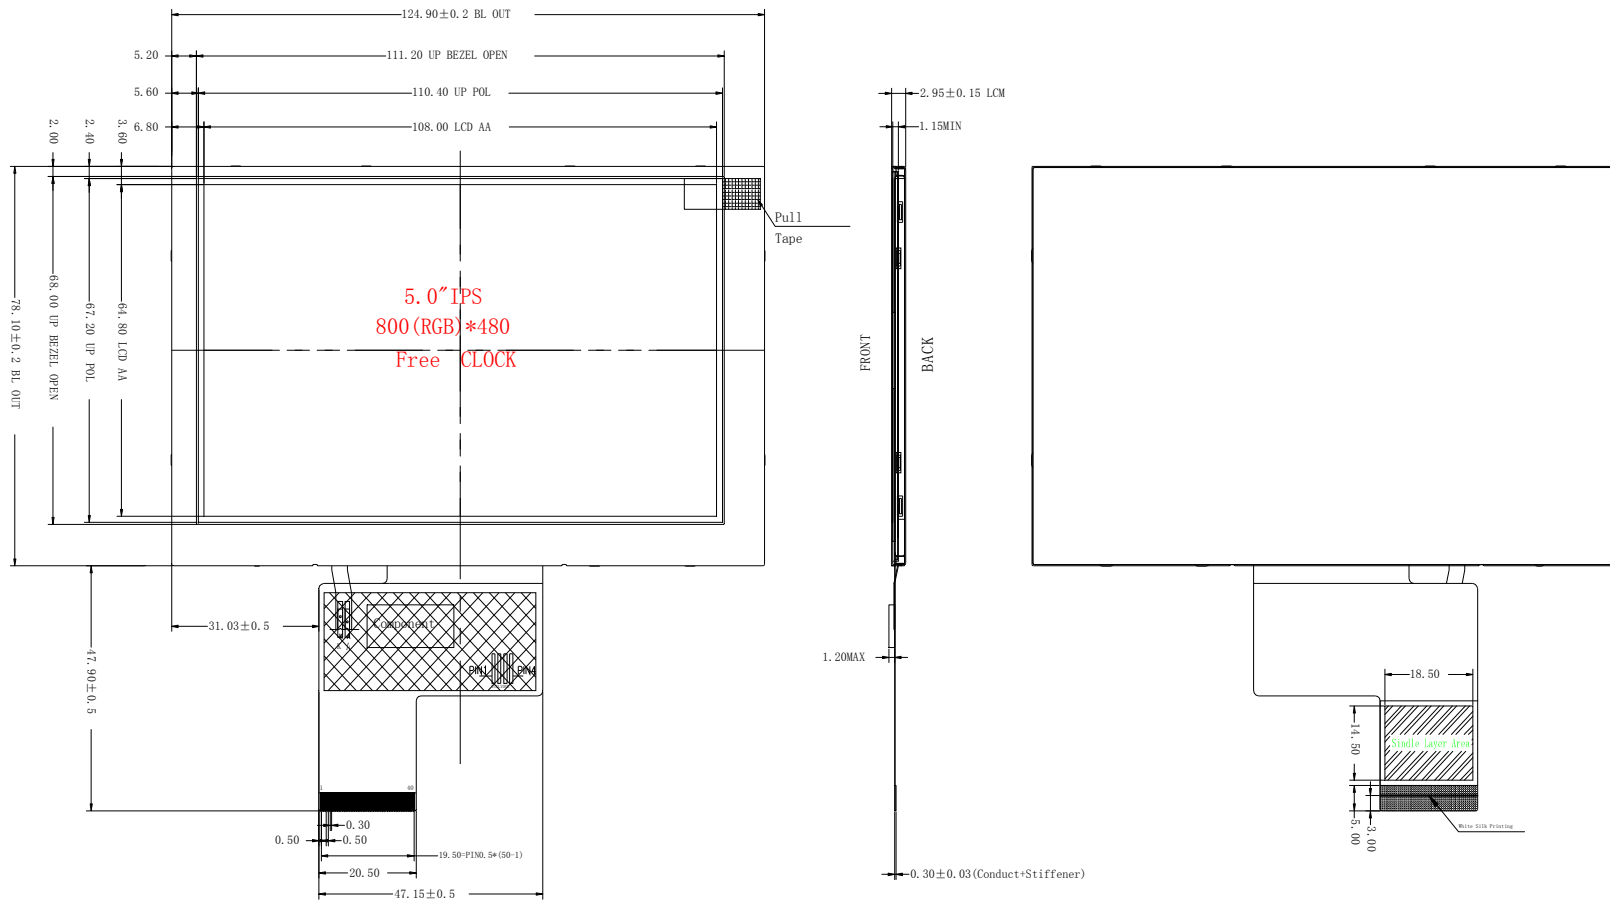 124.90±0.2 BL OUT
5.20
111.20 UP BEZEL OPEN
5.60
110.40 UP POL
6.80
108.00 LCD AA
2.00
2.40
3.60
78.10±0.2 BL OUT
68.00 UP BEZEL OPEN
67.20 UP POL
64.80 LCD AA
Pull
Tape
5.0"IPS
800(RGB)*480
Free CLOCK
31.03±0.5
47.90±0.5
Component
PIN1
PIN4
1
40
0.30
0.50
0.50
19.50=PIN0.5*(50-1)
20.50
47.15±0.5
2.95±0.15 LCM
1.15MIN
FRONT
BACK
1.20MAX
0.30±0.03(Conduct+Stiffener)
18.50
14.50
Sindle Layer Area
5.00
3.00
White Silk Printing